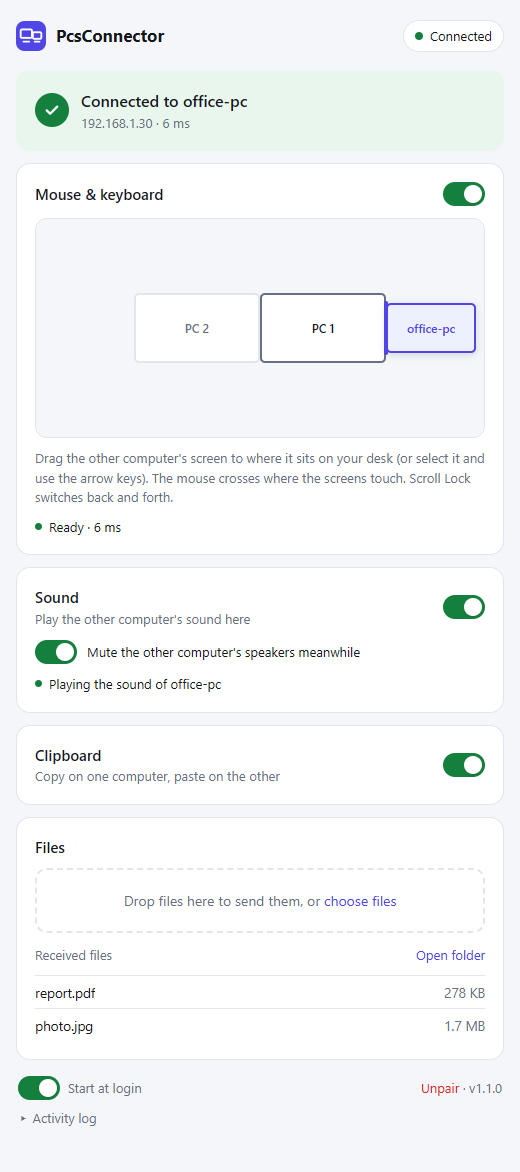 PcsConnector
Connected
Connected to office-pc
192.168.1.30 · 6 ms
Mouse & keyboard
PC 2
PC 1
office-pc
Drag the other computer's screen to where it sits on your desk (or select it and
use the arrow keys). The mouse crosses where the screens touch. Scroll Lock
switches back and forth.
Ready · 6 ms
Sound
Play the other computer's sound here
Mute the other computer's speakers meanwhile
Playing the sound of office-pc
Clipboard
Copy on one computer, paste on the other
Files
Drop files here to send them, or choose files
Received files
Open folder
report.pdf
278 KB
photo.jpg
1.7 MB
Start at login
Unpair · v1.1.0
Activity log